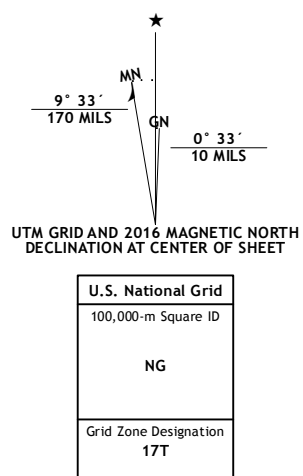 ★
MN
9° 33´
170 MILS
GN
0° 33´
10 MILS
UTM GRID AND 2016 MAGNETIC NORTH
DECLINATION AT CENTER OF SHEET
U.S. National Grid
100,000-m Square ID
NG
Grid Zone Designation
17T